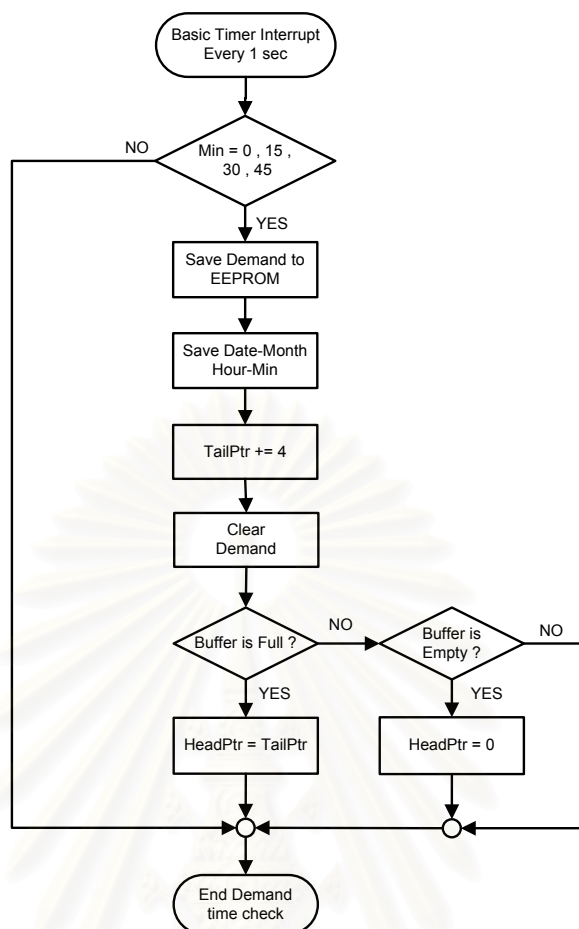 Basic Timer Interrupt
Every 1 sec
NO
Min = 0 , 15 ,
30 , 45
YES
Save Demand to
EEPROM
Save Date-Month
Hour-Min
TailPtr += 4
Clear
Demand
Buffer is Full ?
NO
Buffer is
Empty ?
NO
YES
YES
HeadPtr = TailPtr
HeadPtr = 0
End Demand
time check